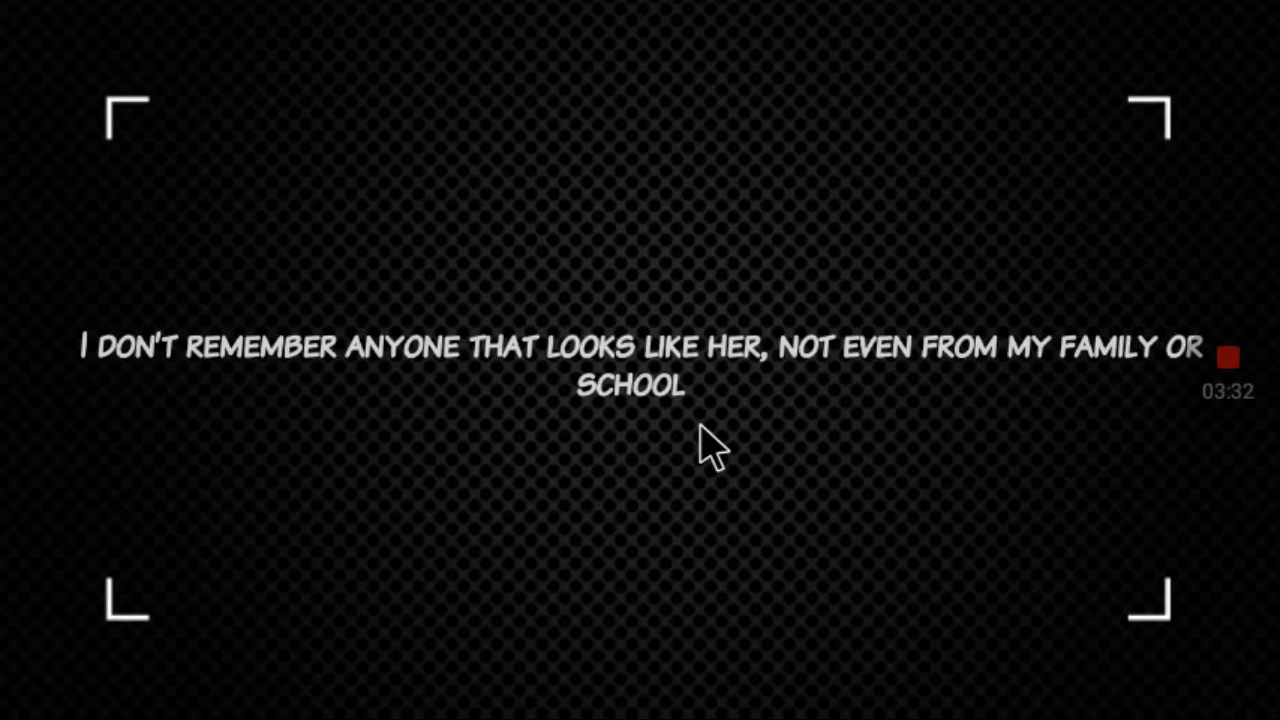 I DON'T REMEMBER ANYONE THAT LOOKS LIKE HER, NOT EVEN FROM MY FAMILY OR
SCHOOL
03:32